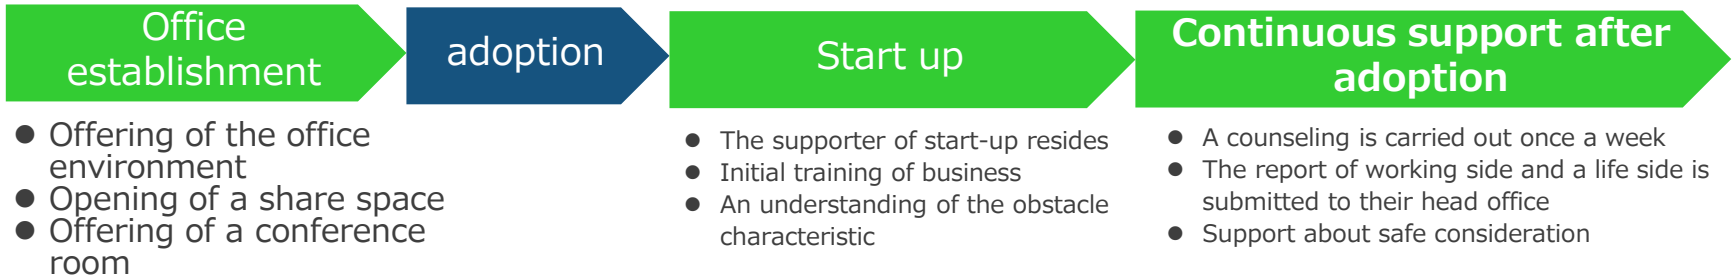 Office
establishment
adoption
Start up
Continuous support after
adoption
● Offering of the office
environment
● Opening of a share space
● Offering of a conference
room
● The supporter of start-up resides
● Initial training of business
● An understanding of the obstacle
characteristic
● A counseling is carried out once a week
● The report of working side and a life side is
submitted to their head office
● Support about safe consideration